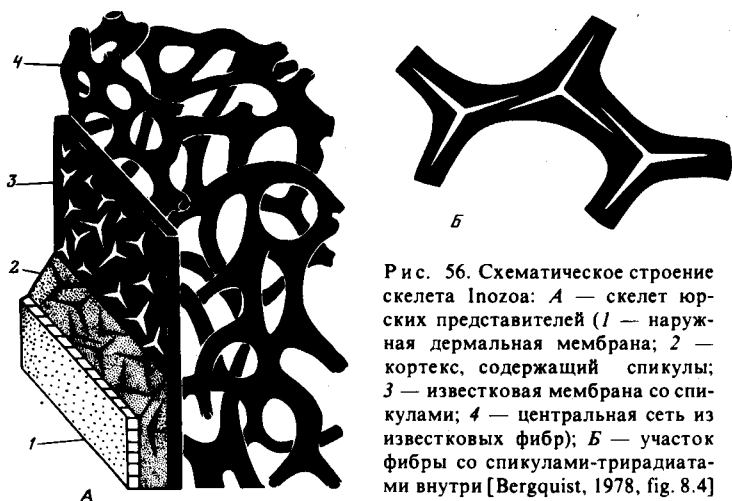 4
3
2
1
А
Б
Рис. 56. Схематическое строение
скелета Inozoa: А — скелет юр-
ских представителей (1 — наруж-
ная дермальная мембрана; 2 —
кортекс, содержащий спикулы;
3 — известковая мембрана со спи-
кулами; 4 — центральная сеть из
известковых фибр); Б — участок
фибры со спикулами-трирадиата-
ми внутри [Bergquist, 1978, fig. 8.4]